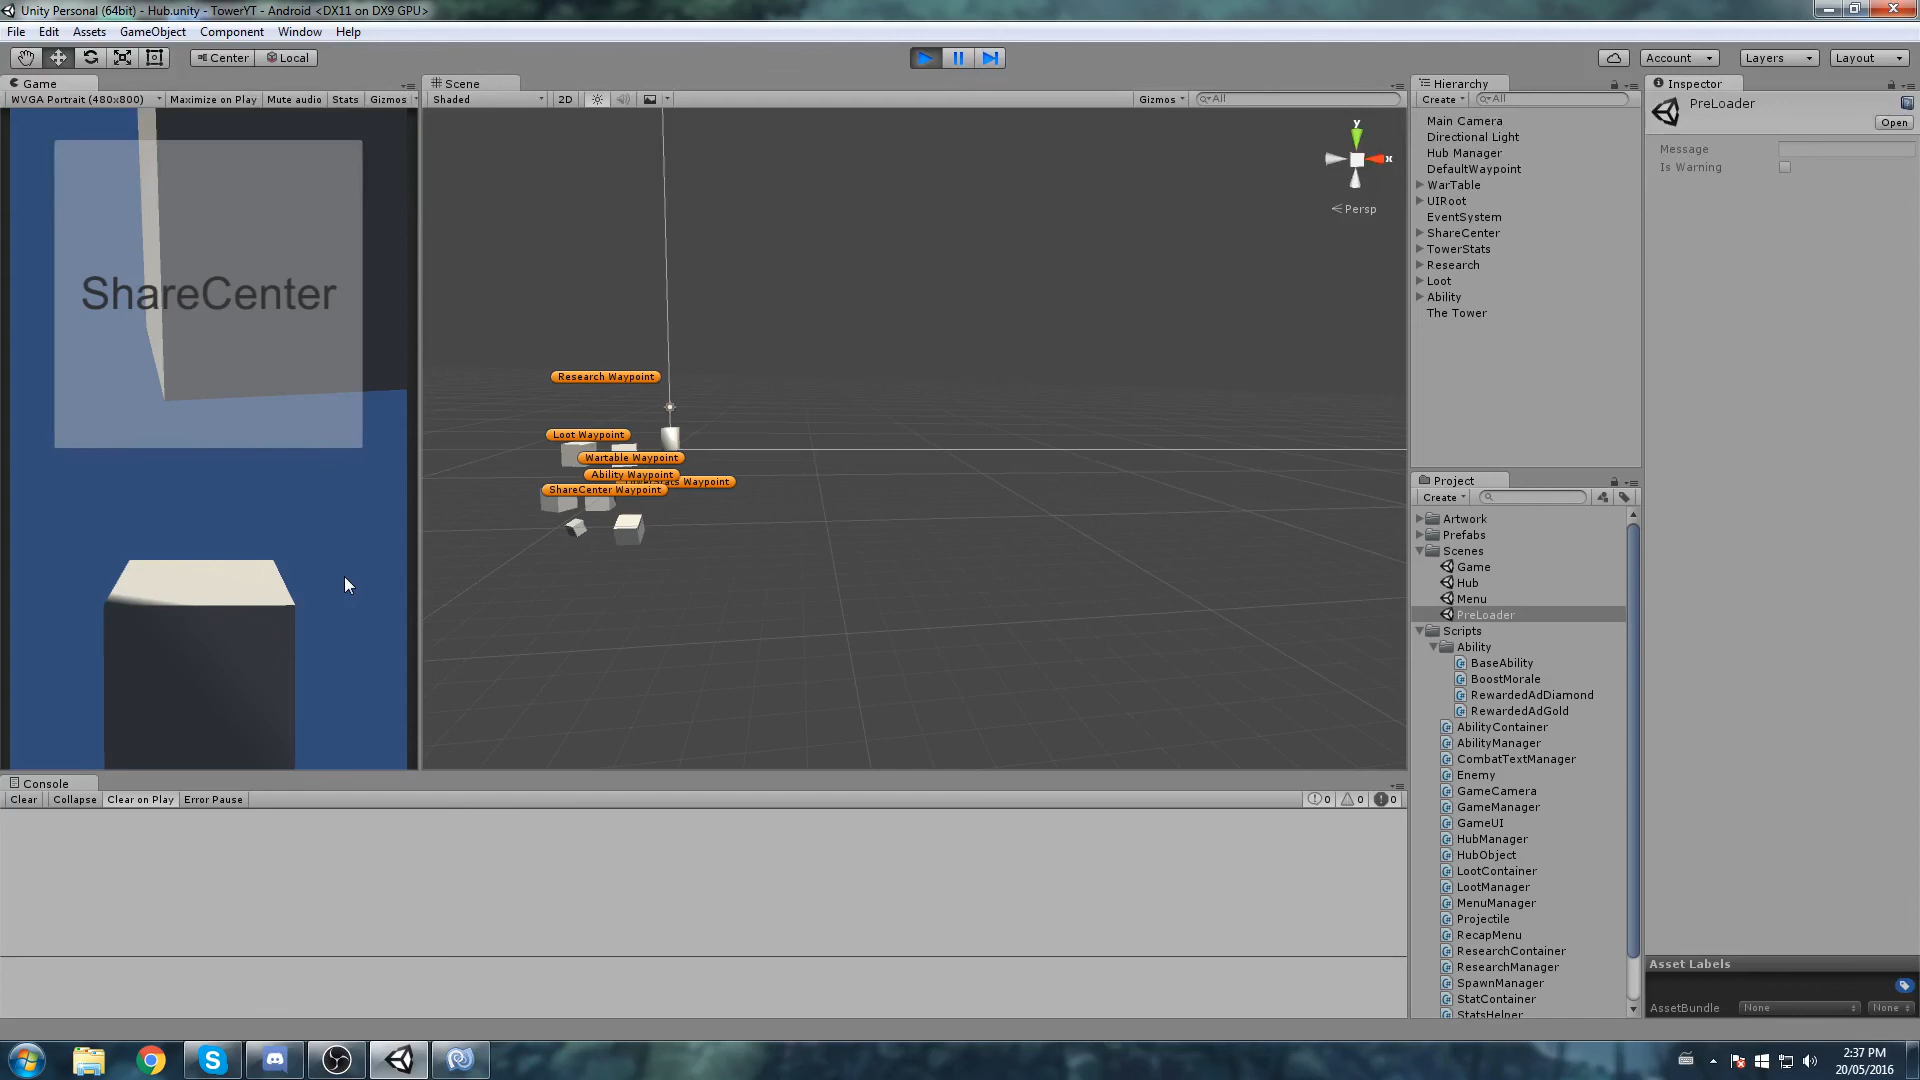 Unity Personal (64bit) - Hub.unity - TowerYT - Android <DX11 on DX9 GPU>
File Edit Assets GameObject Component Window Help
Center Local Account Layers Layout
Game
WVGA Portrait (480x800) Maximize on Play Mute audio Stats Gizmos
ShareCenter
Scene
Shaded 2D Gizmos All
y
x
Persp
Research Waypoint
Loot Waypoint
Wartable Waypoint
Ability Waypoint
Waypoint
ShareCenter Waypoint
Hierarchy
Create All
Main Camera
Directional Light
Hub Manager
DefaultWaypoint
WarTable
UIRoot
EventSystem
ShareCenter
TowerStats
Research
Loot
Ability
The Tower
Project
Create
Artwork
Prefabs
Scenes
Game
Hub
Menu
PreLoader
Scripts
Ability
BaseAbility
BoostMorale
RewardedAdDiamond
RewardedAdGold
AbilityContainer
AbilityManager
CombatTextManager
Enemy
GameCamera
GameManager
GameUI
HubManager
HubObject
LootContainer
LootManager
MenuManager
Projectile
RecapMenu
ResearchContainer
ResearchManager
SpawnManager
StatContainer
StatsHelper
Inspector
PreLoader
Open
Message
Is Warning
Asset Labels
AssetBundle None None
Console
Clear Collapse Clear on Play Error Pause 0 0 0
2:37 PM
20/05/2016